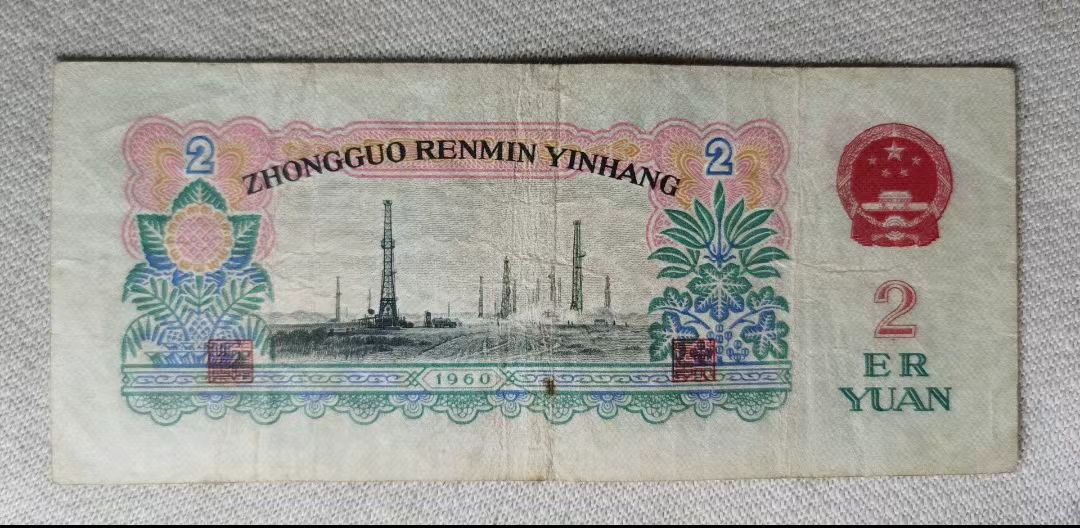 2
2
ZHONGGUO RENMIN YINHANG
1960
2
ER
YUAN